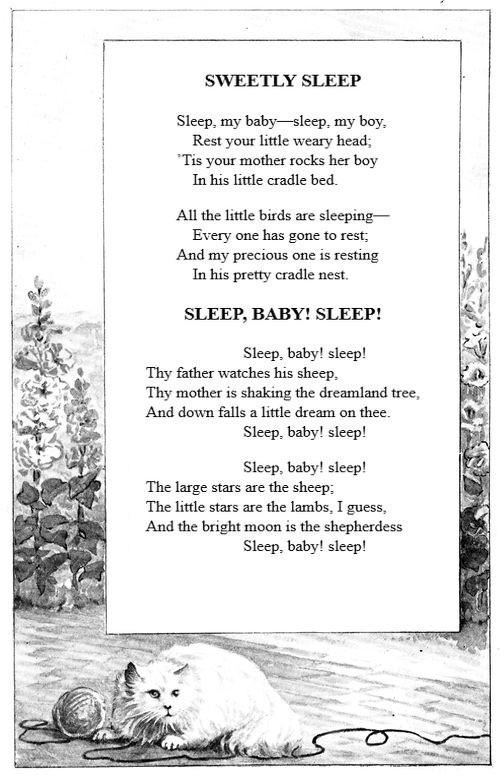 SWEETLY SLEEP
Sleep, my baby—sleep, my boy,
Rest your little weary head;
'Tis your mother rocks her boy
In his little cradle bed.
All the little birds are sleeping—
Every one has gone to rest;
And my precious one is resting
In his pretty cradle nest.
SLEEP, BABY! SLEEP!
Sleep, baby! sleep!
Thy father watches his sheep,
Thy mother is shaking the dreamland tree,
And down falls a little dream on thee.
Sleep, baby! sleep!
Sleep, baby! sleep!
The large stars are the sheep;
The little stars are the lambs, I guess,
And the bright moon is the shepherdess
Sleep, baby! sleep!